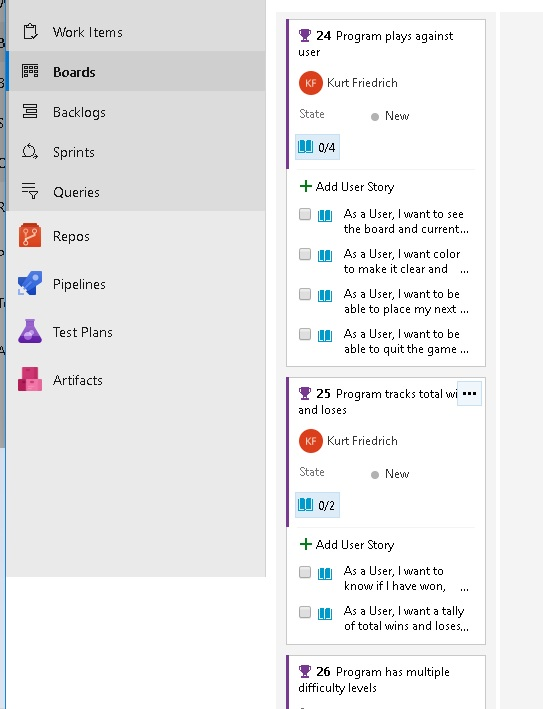 Work Items
Boards
Backlogs
Sprints
Queries
Repos
Pipelines
Test Plans
Artifacts
24 Program plays against
user
KF Kurt Friedrich
State New
0/4
+ Add User Story
As a User, I want to see
the board and current...
As a User, I want color
to make it clear and ...
As a User, I want to be
able to place my next ...
As a User, I want to be
able to quit the game ...
25 Program tracks total wi ...
and loses
KF Kurt Friedrich
State New
0/2
+ Add User Story
As a User, I want to
know if I have won, ...
As a User, I want a tally
of total wins and loses,...
26 Program has multiple
difficulty levels